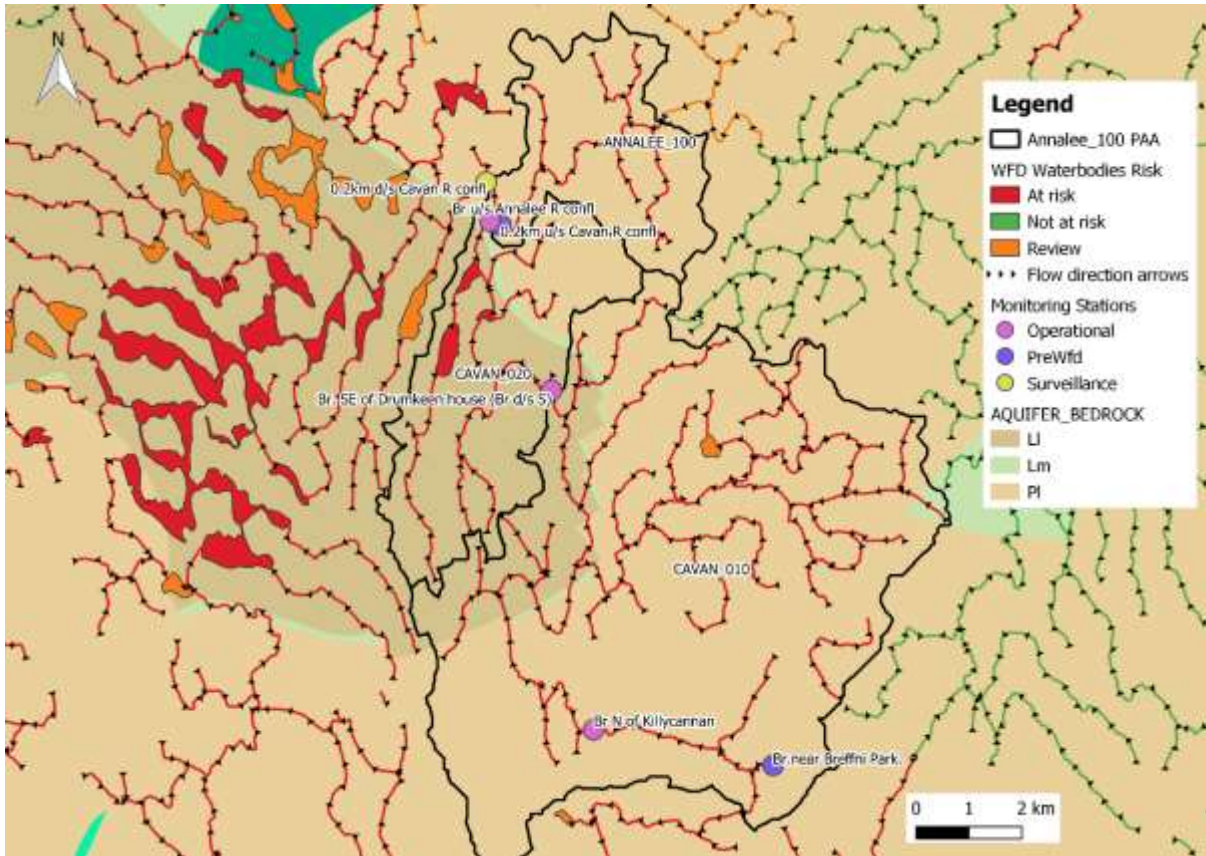 N
ANNALEE_100
0.2km d/s Cavan R confl
Br u/s Annalee R confl
0.2km u/s Cavan R confl
CAVAN_020
Br. SE of Drumkeen house (Br d/s S)
CAVAN_010
Br N of Killycannan
Br.near Breffni Park.
Legend
Annalee_100 PAA
WFD Waterbodies Risk
At risk
Not at risk
Review
Flow direction arrows
Monitoring Stations
Operational
PreWfd
Surveillance
AQUIFER_BEDROCK
Ll
Lm
Pl
0 1 2 km